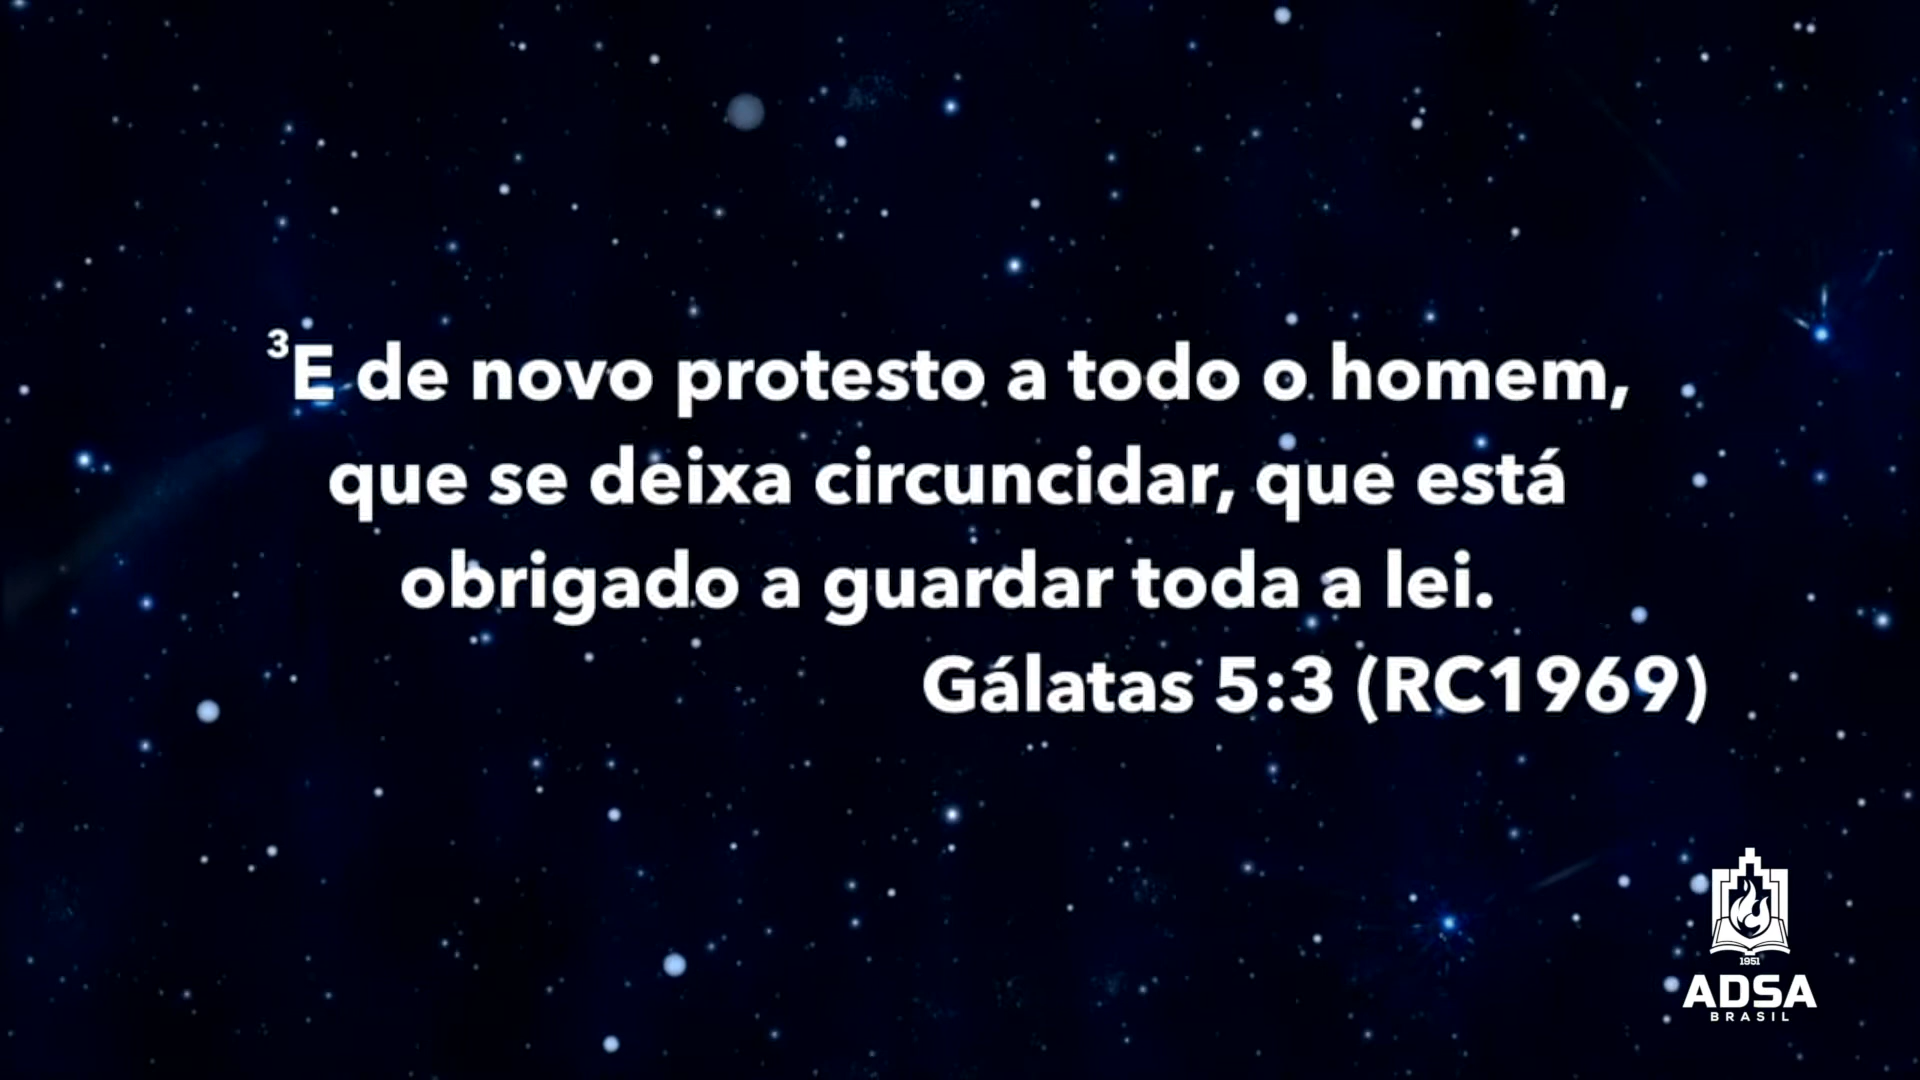 ³E de novo protesto a todo o homem,
que se deixa circuncidar, que está
obrigado a guardar toda a lei.
Gálatas 5:3 (RC1969)
1951
ADSA
BRASIL